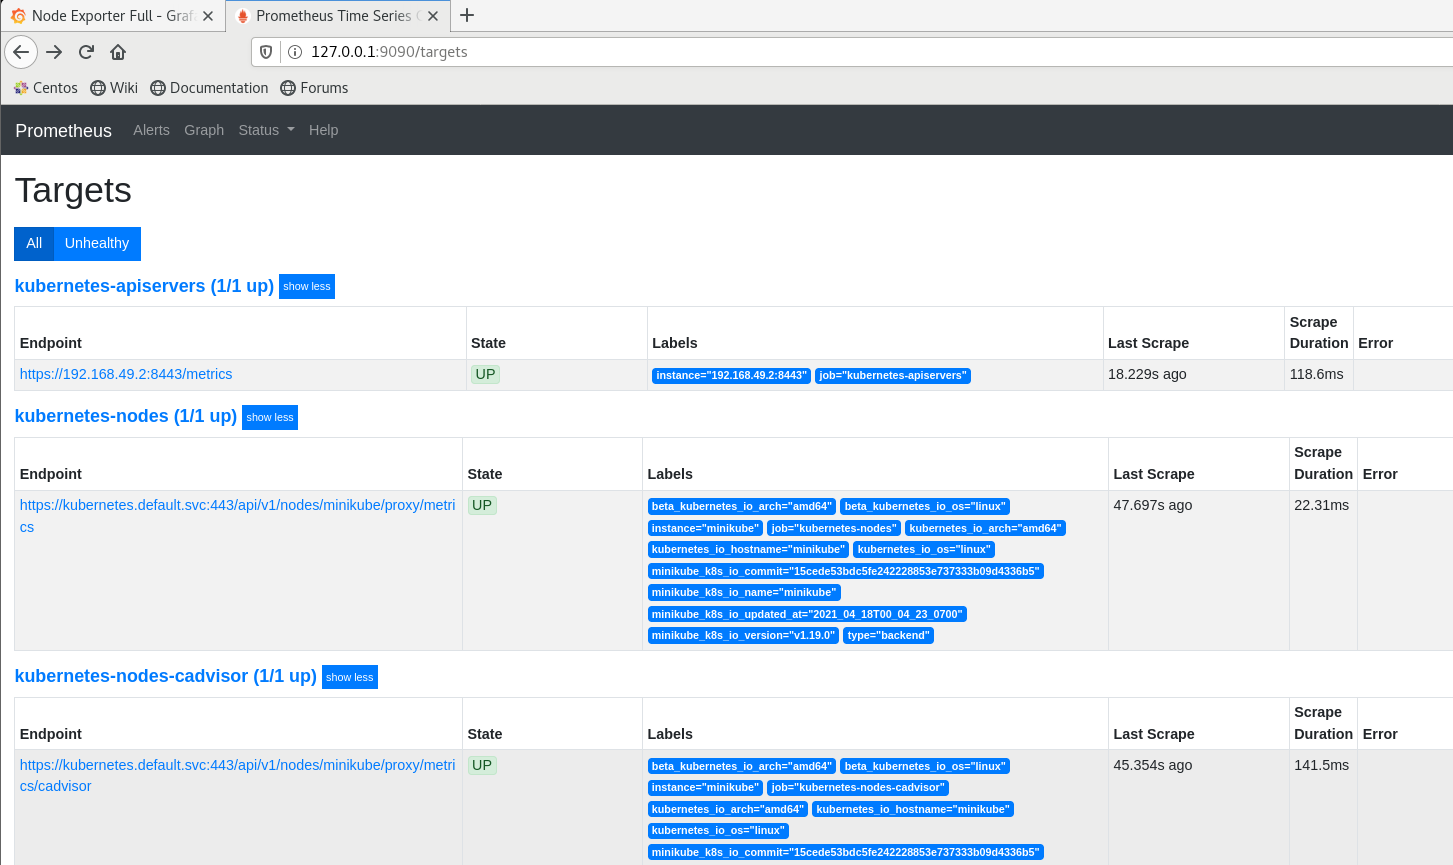 Node Exporter Full - Graf
Prometheus Time Series
127.0.0.1:9090/targets
Centos Wiki Documentation Forums
Prometheus Alerts Graph Status Help
Targets
All Unhealthy
kubernetes-apiservers (1/1 up) show less
Scrape
Endpoint State Labels Last Scrape Duration Error
https://192.168.49.2:8443/metrics UP instance="192.168.49.2:8443" job="kubernetes-apiservers" 18.229s ago 118.6ms
kubernetes-nodes (1/1 up) show less
Scrape
Endpoint State Labels Last Scrape Duration Error
https://kubernetes.default.svc:443/api/v1/nodes/minikube/proxy/metri UP beta_kubernetes_io_arch="amd64" beta_kubernetes_io_os="linux" 47.697s ago 22.31ms
cs instance="minikube" job="kubernetes-nodes" kubernetes_io_arch="amd64"
kubernetes_io_hostname="minikube" kubernetes_io_os="linux"
minikube_k8s_io_commit="15cede53bdc5fe242228853e737333b09d4336b5"
minikube_k8s_io_name="minikube"
minikube_k8s_io_updated_at="2021_04_18T00_04_23_0700"
minikube_k8s_io_version="v1.19.0" type="backend"
kubernetes-nodes-cadvisor (1/1 up) show less
Scrape
Endpoint State Labels Last Scrape Duration Error
https://kubernetes.default.svc:443/api/v1/nodes/minikube/proxy/metri UP beta_kubernetes_io_arch="amd64" beta_kubernetes_io_os="linux" 45.354s ago 141.5ms
cs/cadvisor instance="minikube" job="kubernetes-nodes-cadvisor"
kubernetes_io_arch="amd64" kubernetes_io_hostname="minikube"
kubernetes_io_os="linux"
minikube_k8s_io_commit="15cede53bdc5fe242228853e737333b09d4336b5"